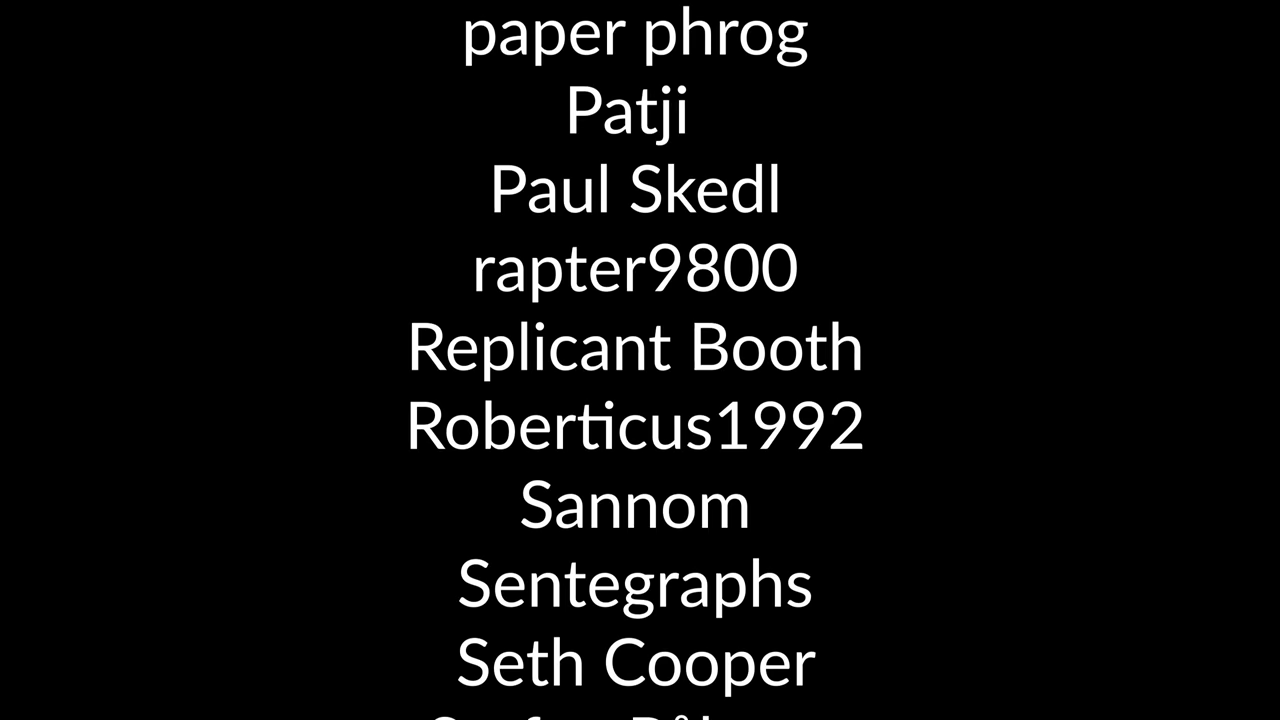 paper phrog
Patji
Paul Skedl
rapter9800
Replicant Booth
Roberticus1992
Sannom
Sentegraphs
Seth Cooper